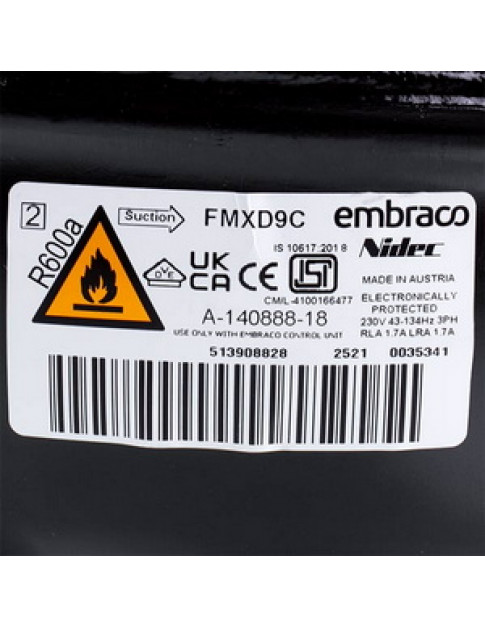 2
R600a
Suction
FMXD9C
embraco
IS 10617:2018
Nidec
DVE
UK
CA CE
ISI
MADE IN AUSTRIA
CM/L-4100166477
ELECTRONICALLY
PROTECTED
A-140888-18
230V 43-134Hz 3PH
USE ONLY WITH EMBRACO CONTROL UNIT
RLA 1.7A LRA 1.7A
513908828 2521 0035341